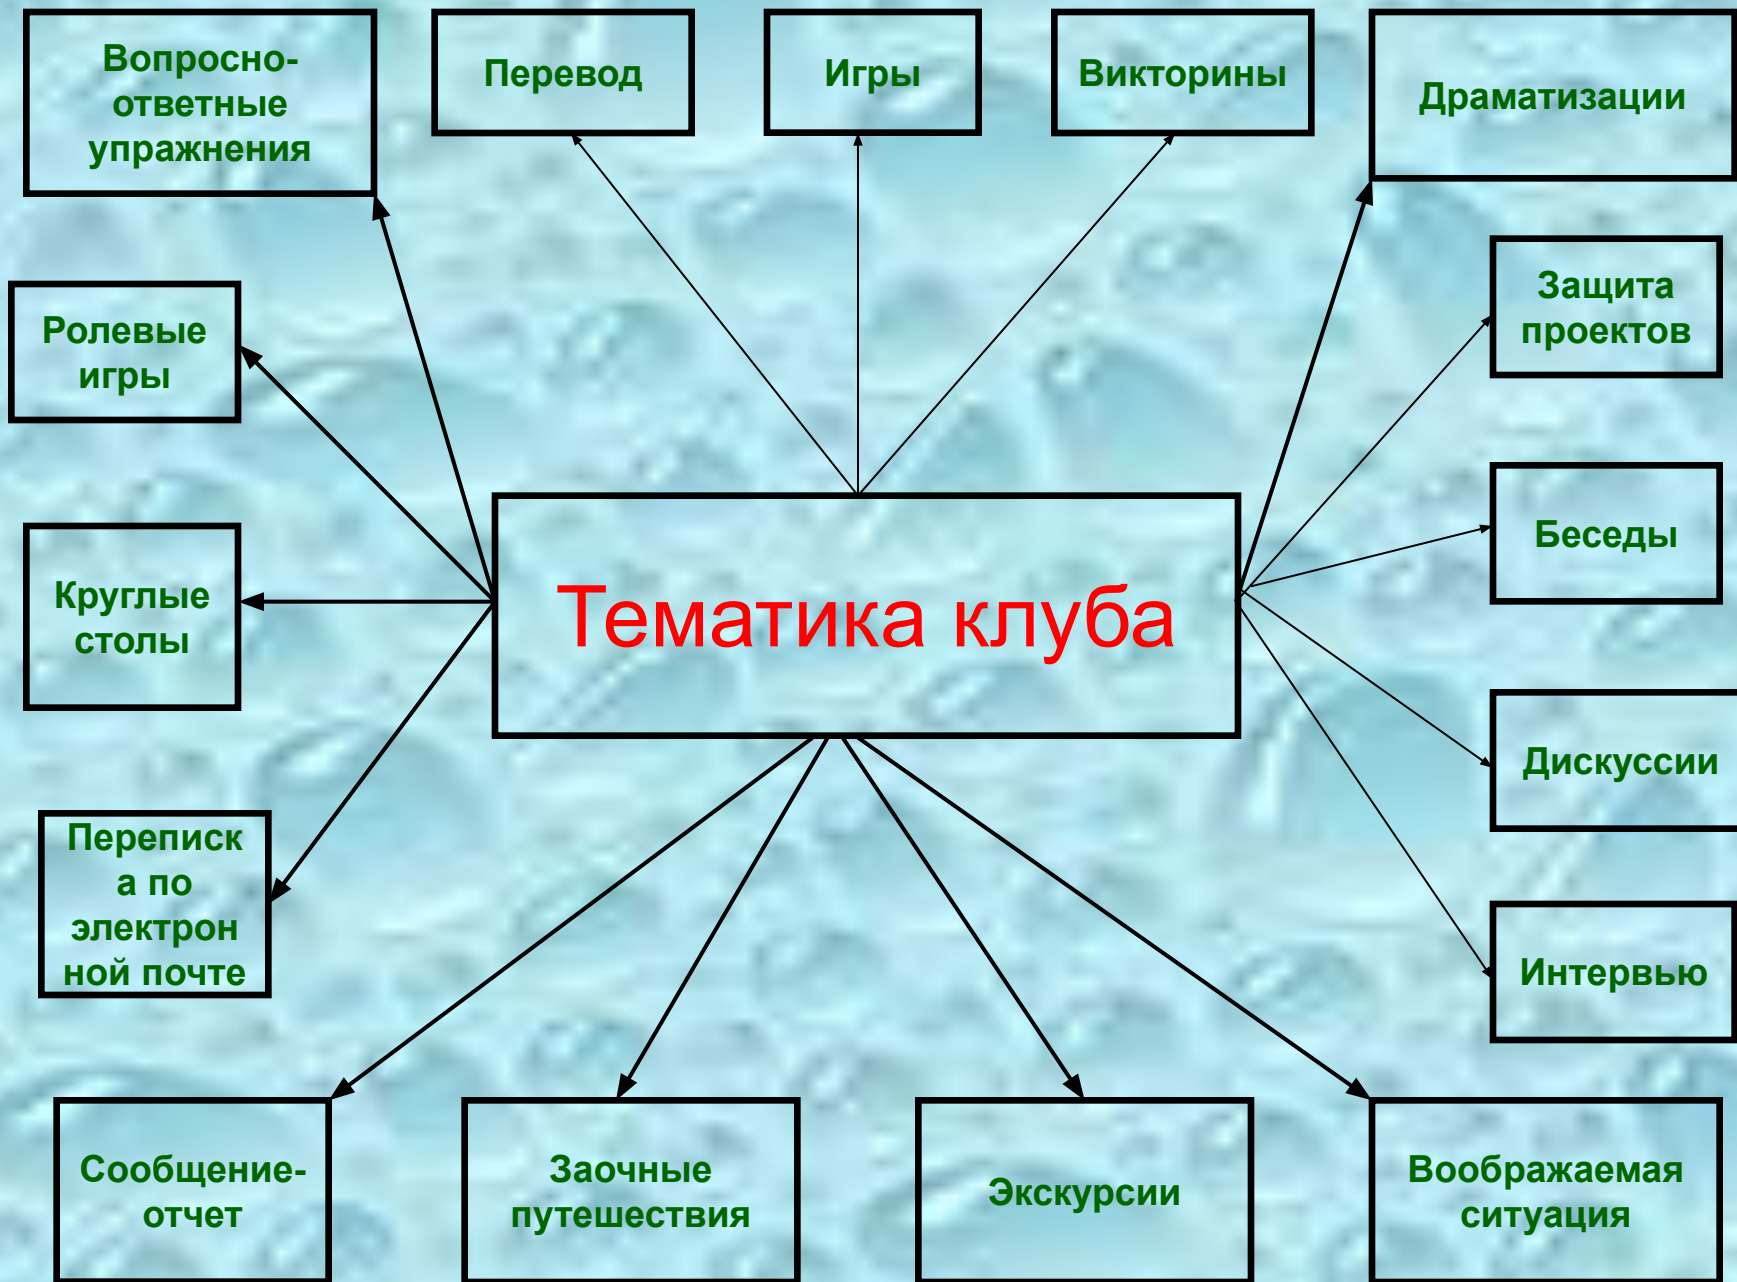 Вопросно-
ответные
упражнения
Перевод
Игры
Викторины
Драматизации
Защита
проектов
Ролевые
игры
Беседы
Круглые
столы
Тематика клуба
Дискуссии
Переписк
а по
электрон
ной почте
Интервью
Сообщение-
отчет
Заочные
путешествия
Экскурсии
Воображаемая
ситуация